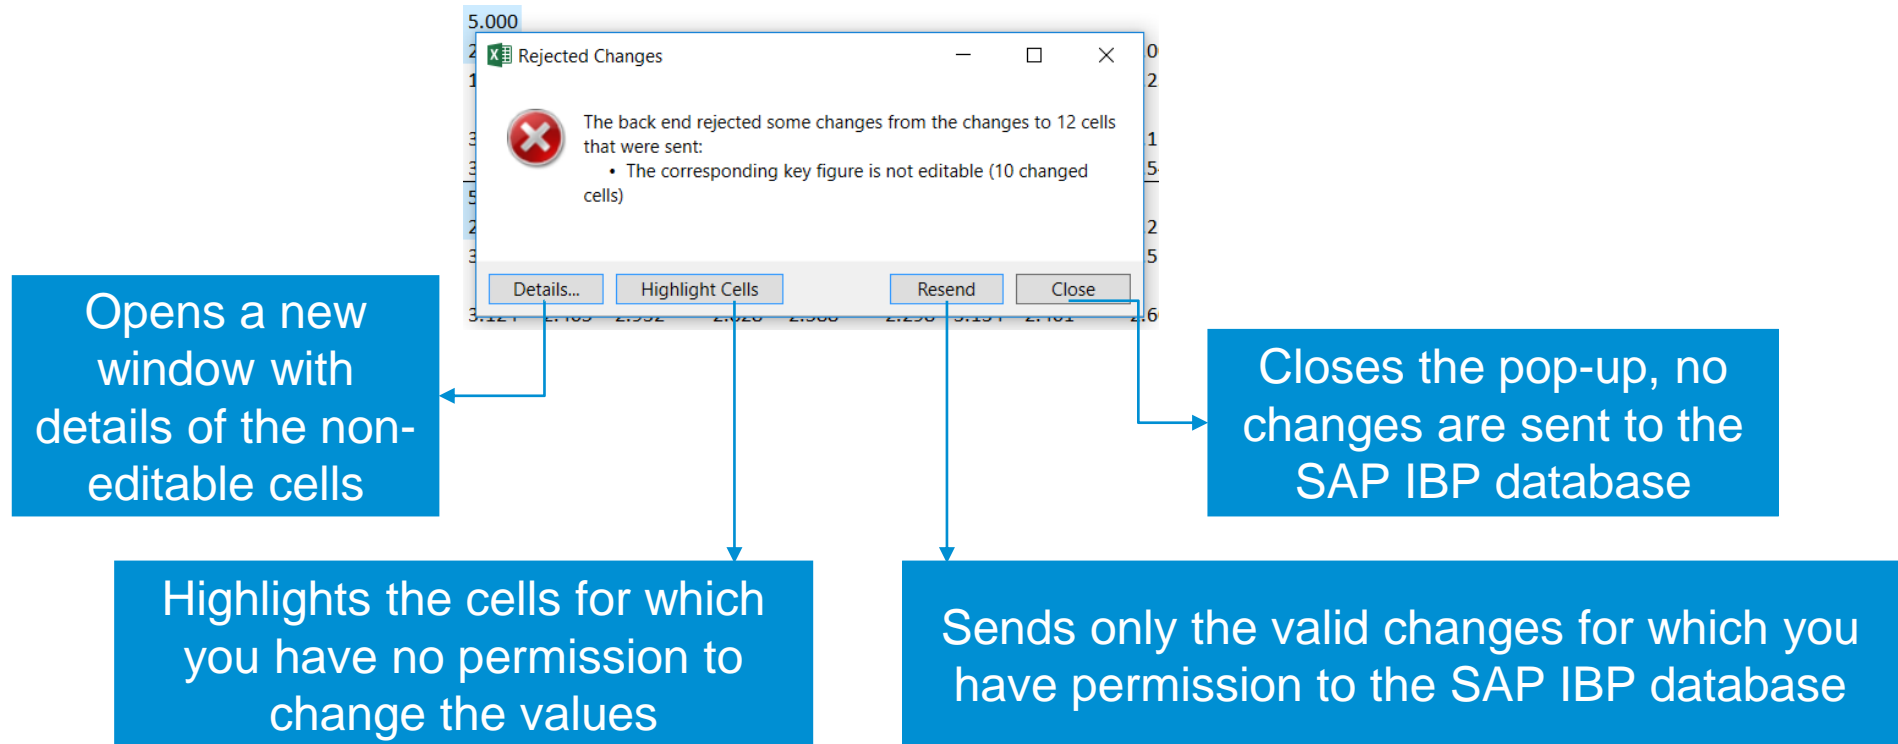 5.000
Rejected Changes
The back end rejected some changes from the changes to 12 cells
that were sent:
• The corresponding key figure is not editable (10 changed
cells)
Details...
Highlight Cells
Resend
Close
Opens a new
window with
details of the non-
editable cells
Closes the pop-up, no
changes are sent to the
SAP IBP database
Highlights the cells for which
you have no permission to
change the values
Sends only the valid changes for which you
have permission to the SAP IBP database